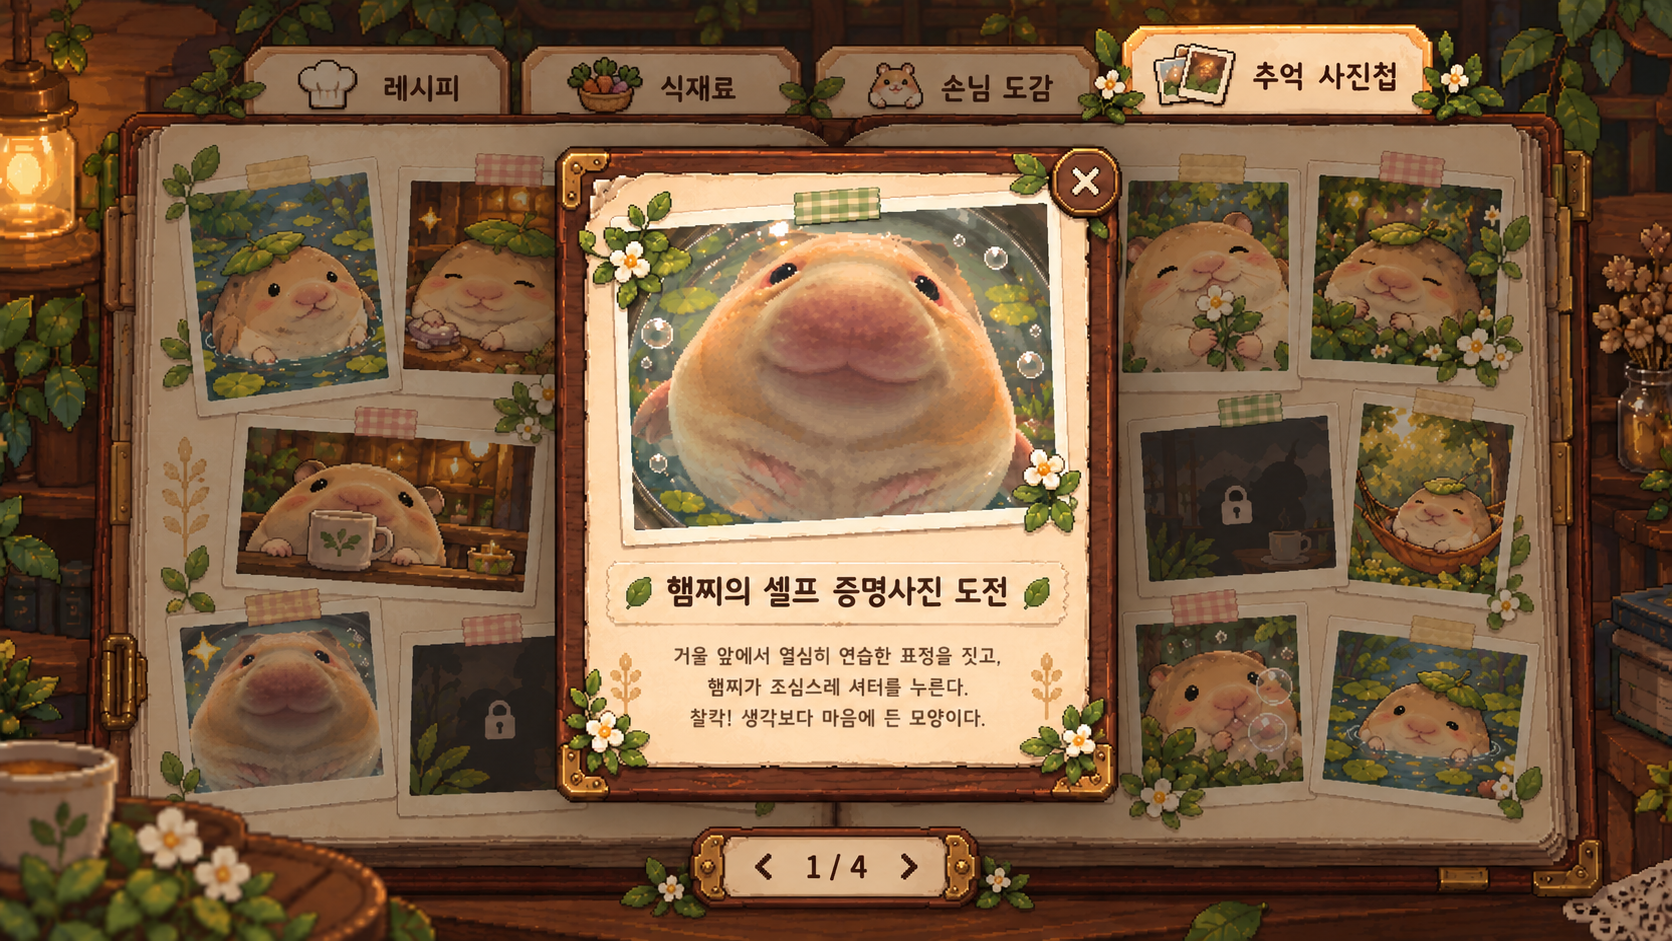 레시피
식재료
손님 도감
추억 사진첩
햄찌의 셀프 증명사진 도전
거울 앞에서 열심히 연습한 표정을 짓고,
햄찌가 조심스레 셔터를 누른다.
찰칵! 생각보다 마음에 든 모양이다.
1 / 4